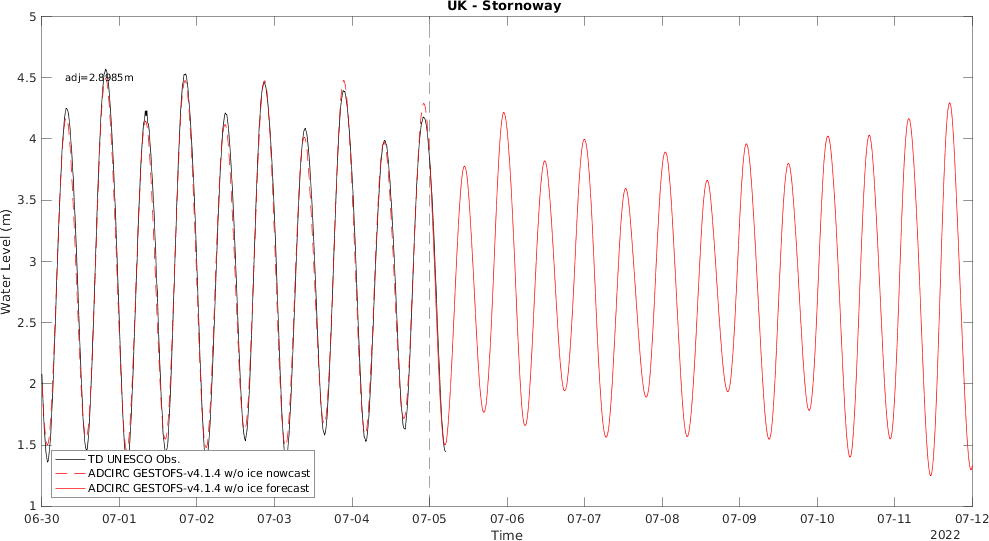 UK - Stornoway
adj=2.8985m
Water Level (m)
5
4.5
4
3.5
3
2.5
2
1.5
1
TD UNESCO Obs.
ADCIRC GESTOFS-v4.1.4 w/o ice nowcast
ADCIRC GESTOFS-v4.1.4 w/o ice forecast
06-30 07-01 07-02 07-03 07-04 07-05 07-06 07-07 07-08 07-09 07-10 07-11 07-12
Time
2022